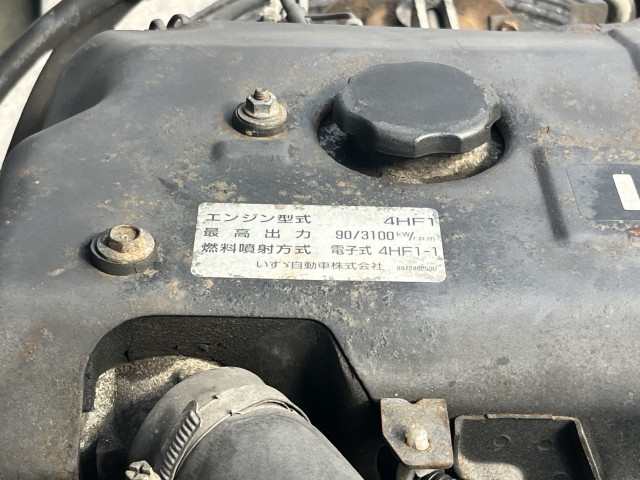 エンジン型式 4HF1
最高出力 90/3100 kW/r.p.m
燃料噴射方式 電子式 4HF1-1
いすゞ自動車株式会社